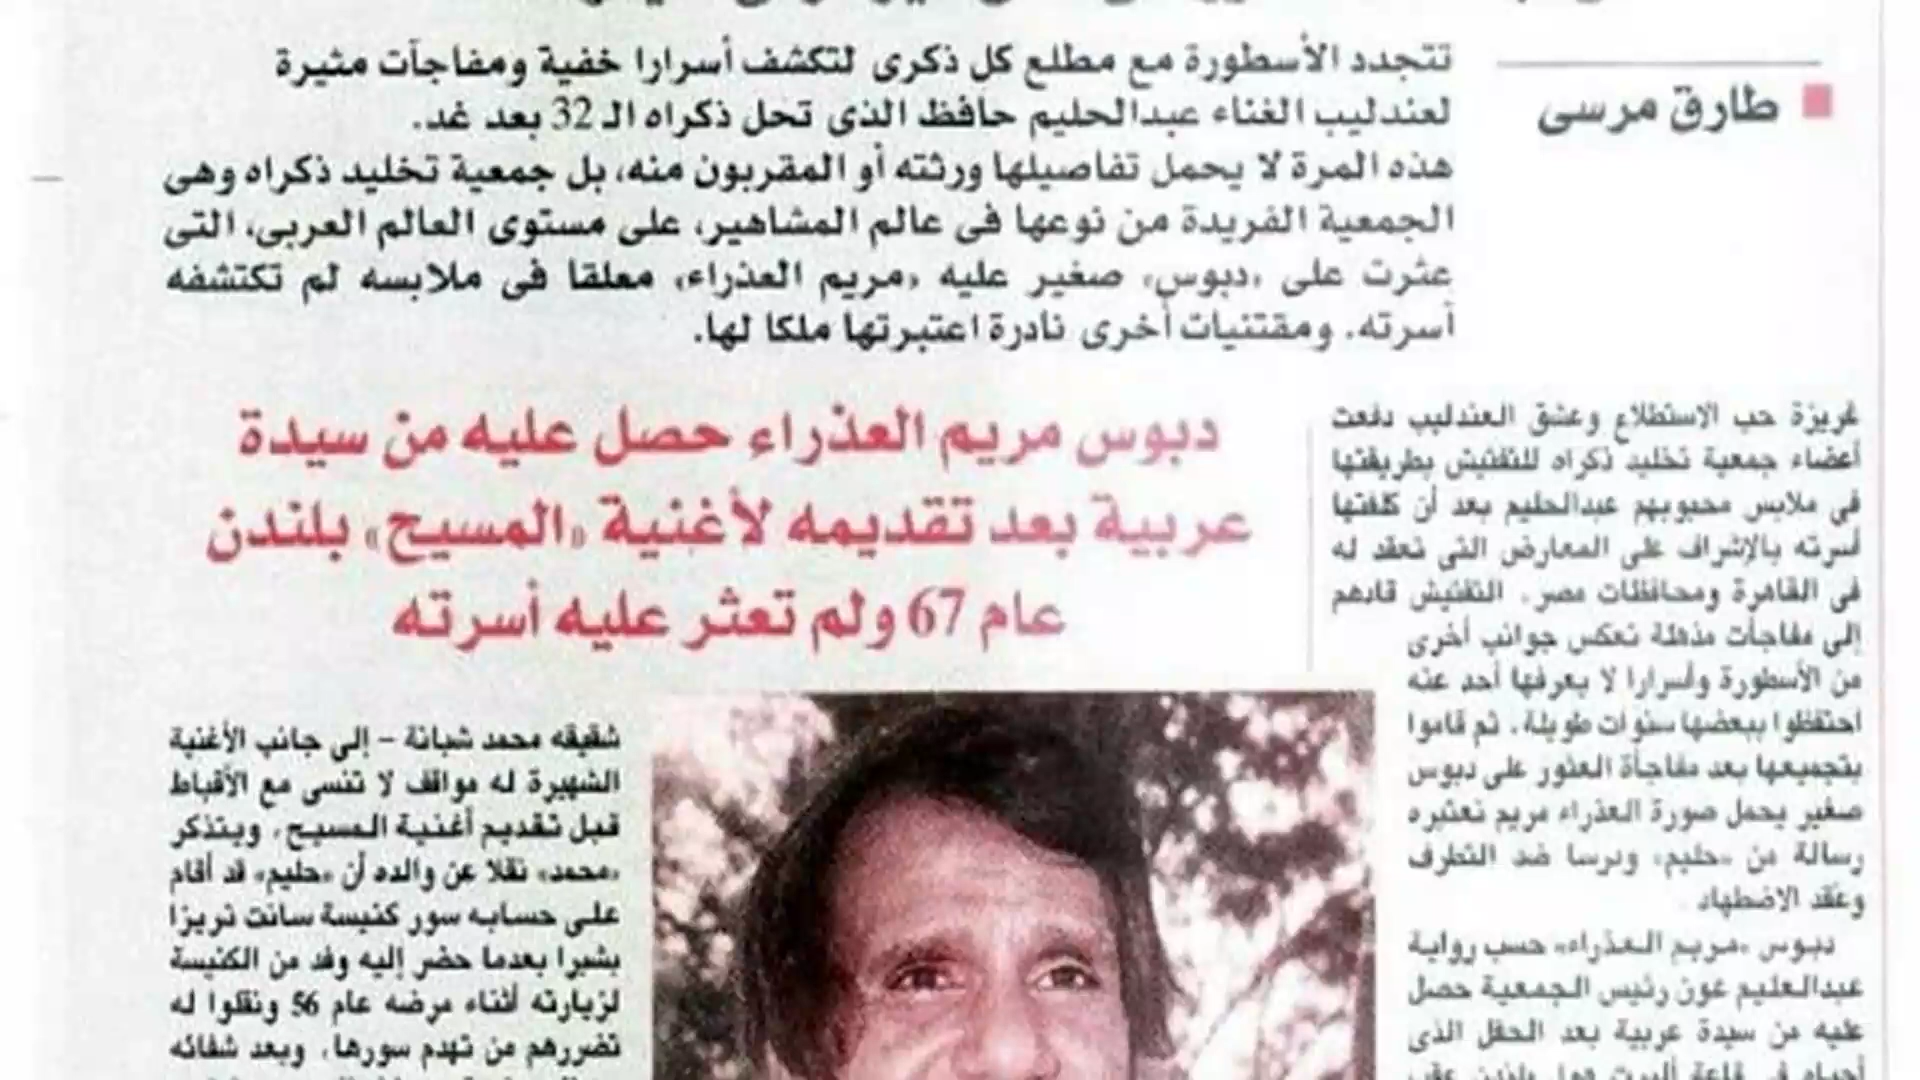 طارق مرسى
تتجدد الأسطورة مع مطلع كل ذكرى لتكشف أسرارا خفية ومفاجآت مثيرة
لعندليب الغناء عبدالحليم حافظ الذى تحل ذكراه الـ 32 بعد غد.
هذه المرة لا يحمل تفاصيلها ورثته أو المقربون منه، بل جمعية تخليد ذكراه وهى
الجمعية الفريدة من نوعها فى عالم المشاهير، على مستوى العالم العربى، التى
عثرت على «دبوس» صغير عليه «مريم العذراء» معلقا فى ملابسه لم تكتشفه
أسرته. ومقتنيات أخرى نادرة اعتبرتها ملكا لها.
دبوس مريم العذراء حصل عليه من سيدة
عربية بعد تقديمه لأغنية «المسيح» بلندن
عام 67 ولم تعثر عليه أسرته
غريزة حب الاستطلاع وعشق العندليب دفعت
أعضاء جمعية تخليد ذكراه للتفتيش بطريقتها
في ملابس محبوبهم عبدالحليم بعد أن كلفتها
أسرته بالإشراف على المعارض التى تعقد له
فى القاهرة ومحافظات مصر. التفتيش قادهم
إلى مفاجآت مذهلة تعكس جوانب أخرى
من الأسطورة وأسرارا لا يعرفها أحد عنه
احتفظوا ببعضها سنوات طويلة. ثم قاموا
بتجميعها بعد مفاجأة العثور على دبوس
صغير يحمل صورة العذراء مريم نعتبره
رسالة من «حليم» ودرسا ضد التطرف
وعقد الاضطهاد.
دبوس «مريم العذراء» حسب رواية
عبدالعليم عون رئيس الجمعية حصل
عليه من سيدة عربية بعد الحفل الذى
أحياه فى قاعة ألبرت هول بلندن عقب
شقيقه محمد شبانة - إلى جانب الأغنية
الشهيرة له مواقف لا تنسى مع الأقباط
قبل تقديم أغنية المسيح، ويتذكر
«محمد» نقلا عن والده أن «حليم» قد أقام
على حسابه سور كنيسة سانت تريزا
بشبرا بعدما حضر إليه وفد من الكنيسة
لزيارته أثناء مرضه عام 56 ونقلوا له
تضررهم من تهدم سورها، وبعد شفائه